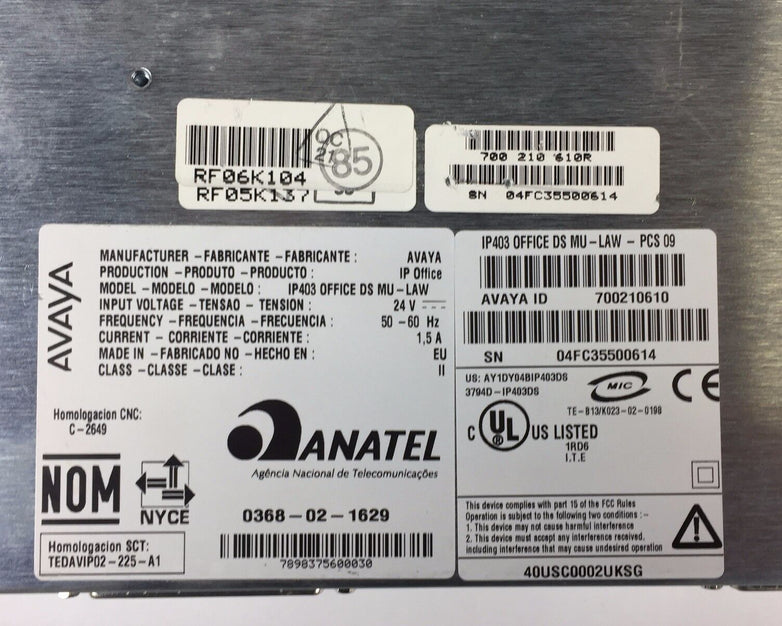 OC
21
85
RF06K104
RF05K137
700 210 610R
SN 04FC35500614
AVAYA
MANUFACTURER – FABRICANTE – FABRICANTE : AVAYA
PRODUCTION – PRODUTO – PRODUCTO : IP Office
MODEL – MODELO – MODELO : IP403 OFFICE DS MU–LAW
INPUT VOLTAGE – TENSAO – TENSION : 24 V
FREQUENCY – FREQUENCIA – FRECUENCIA : 50 –60 Hz
CURRENT – CORRIENTE – CORRIENTE : 1,5 A
MADE IN – FABRICADO NO – HECHO EN : EU
CLASS –CLASSE –CLASE : II
Homologacion CNC:
C–2649
NOM
NYCE
Homologacion SCT:
TEDAVIP02–225–A1
ANATEL
Agência Nacional de Telecomunicações
0368–02–1629
7898375600030
IP403 OFFICE DS MU–LAW – PCS 09
AVAYA ID 700210610
SN 04FC35500614
US: AY1DY04BIP403DS
3794D–IP403DS
MIC
CE
TE–B13/K023–02–0198
C UL US LISTED
1RD6
I.T.E
This device complies with part 15 of the FCC Rules
Operation is subject to the following two conditions :–
1. This device may not cause harmful interference
2. This device must accept any interference received,
including interference that may cause undesired operation
40USC0002UKSG